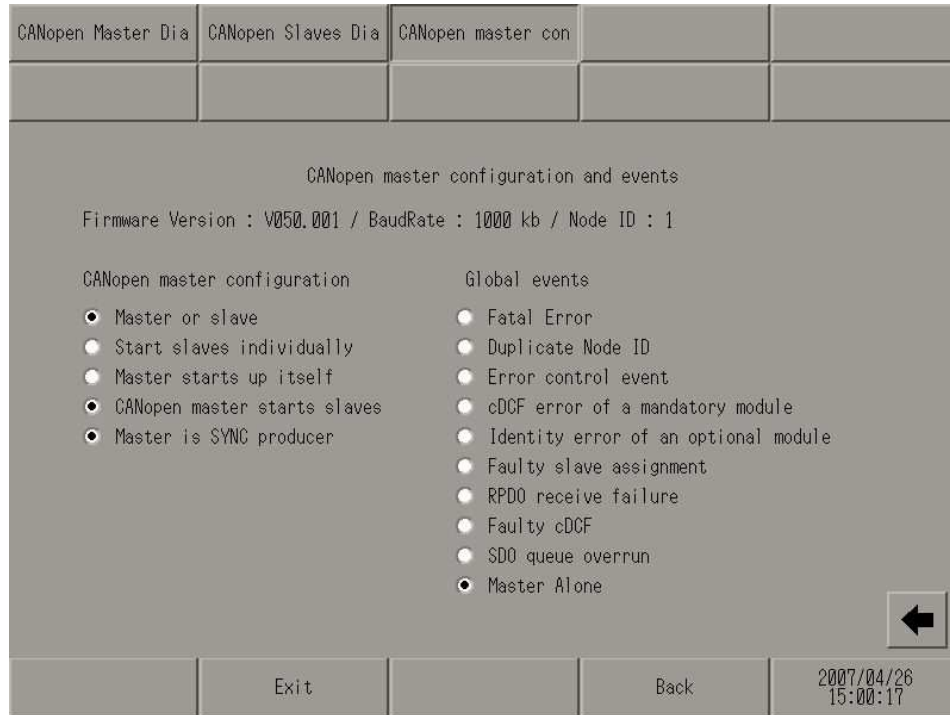 CANopen Master Dia
CANopen Slaves Dia
CANopen master con
CANopen master configuration and events
Firmware Version : V050.001 / BaudRate : 1000 kb / Node ID : 1
CANopen master configuration
Master or slave
Start slaves individually
Master starts up itself
CANopen master starts slaves
Master is SYNC producer
Global events
Fatal Error
Duplicate Node ID
Error control event
cDCF error of a mandatory module
Identity error of an optional module
Faulty slave assignment
RPDO receive failure
Faulty cDCF
SDO queue overrun
Master Alone
Exit
Back
2007/04/26
15:00:17